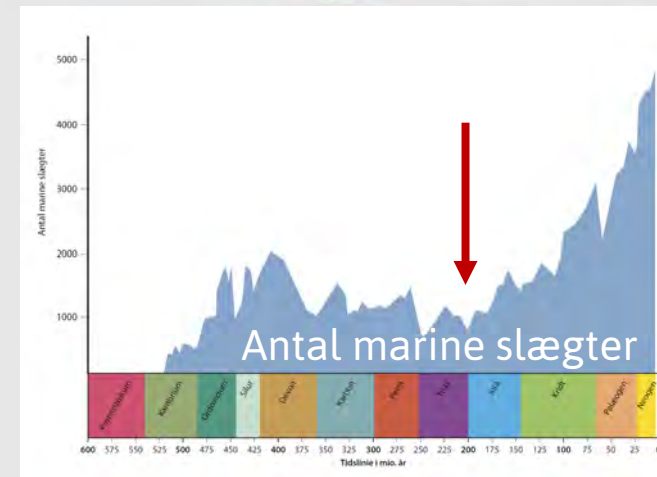 5000
4000
3000
2000
1000
Antal marine slægter
Antal marine slægter
Prækambrium
Kambrium
Ordovicium
Silur
Devon
Karbon
Perm
Trias
Jura
Kridt
Palæogen
Neogen
600 575 550 525 500 475 450 425 400 375 350 325 300 275 250 225 200 175 150 125 100 75 50 25
Tidslinie i mio. år